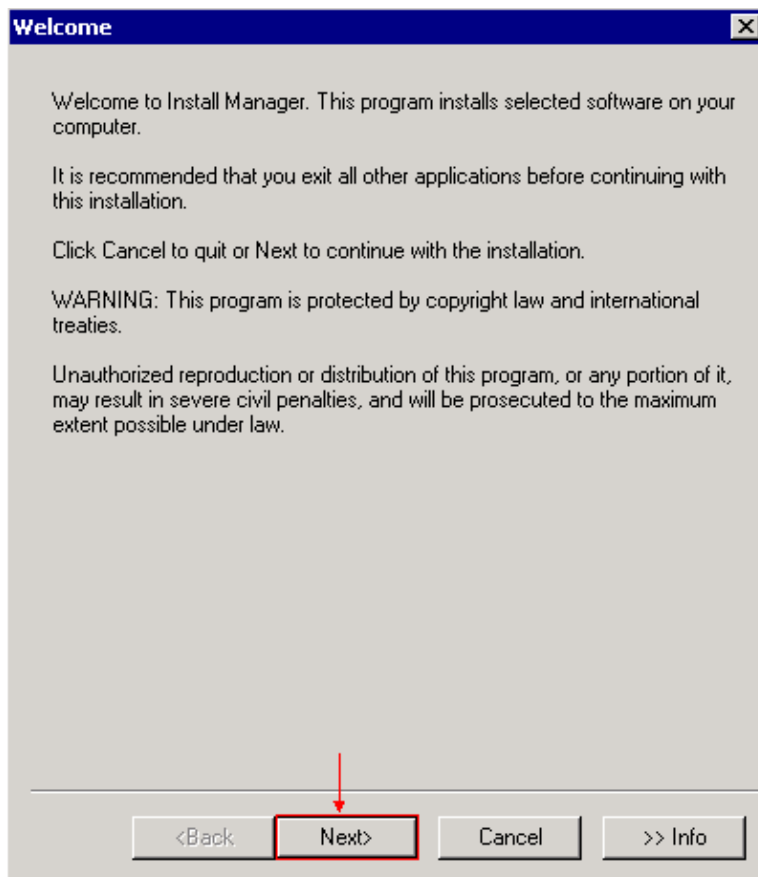 Welcome
Welcome to Install Manager. This program installs selected software on your
computer.
It is recommended that you exit all other applications before continuing with
this installation.
Click Cancel to quit or Next to continue with the installation.
WARNING: This program is protected by copyright law and international
treaties.
Unauthorized reproduction or distribution of this program, or any portion of it,
may result in severe civil penalties, and will be prosecuted to the maximum
extent possible under law.
<Back Next> Cancel >> Info